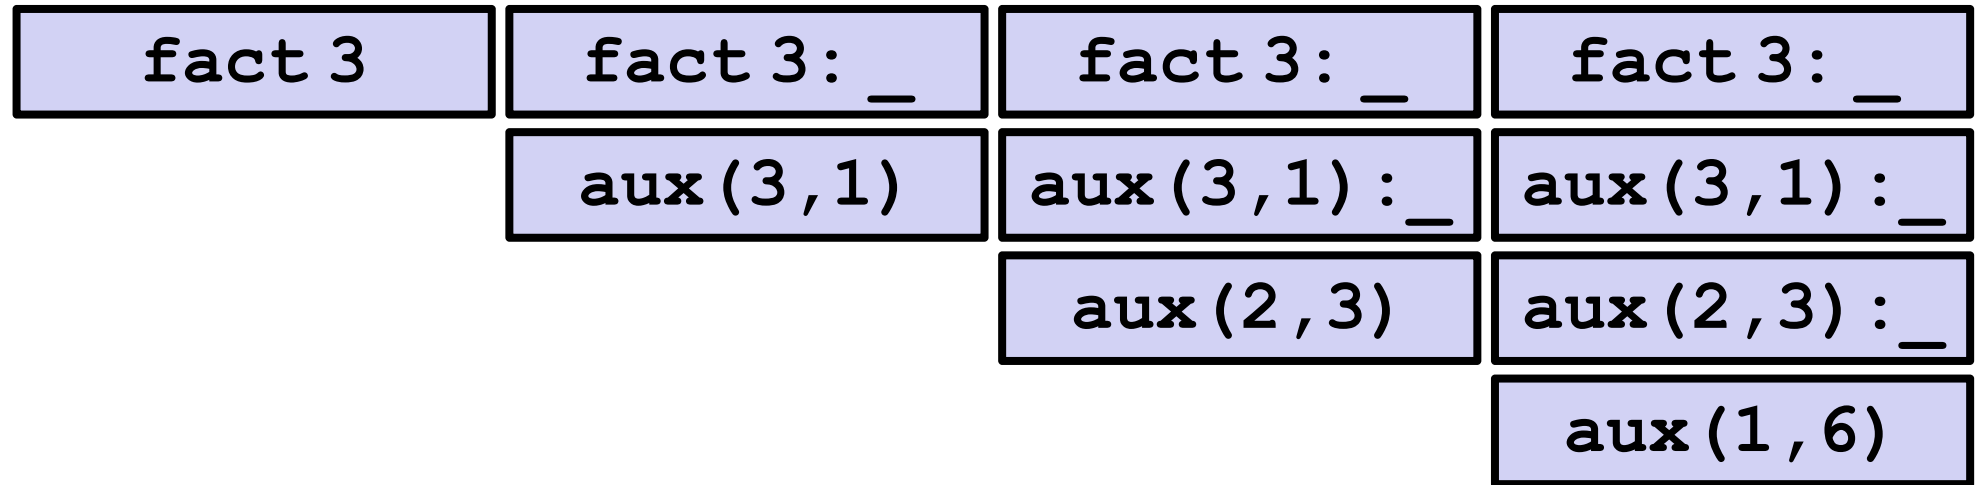 fact 3 fact 3:_ fact 3:_ fact 3:_
aux(3,1) aux(3,1):_ aux(3,1):_
aux(2,3) aux(2,3):_
aux(1,6)